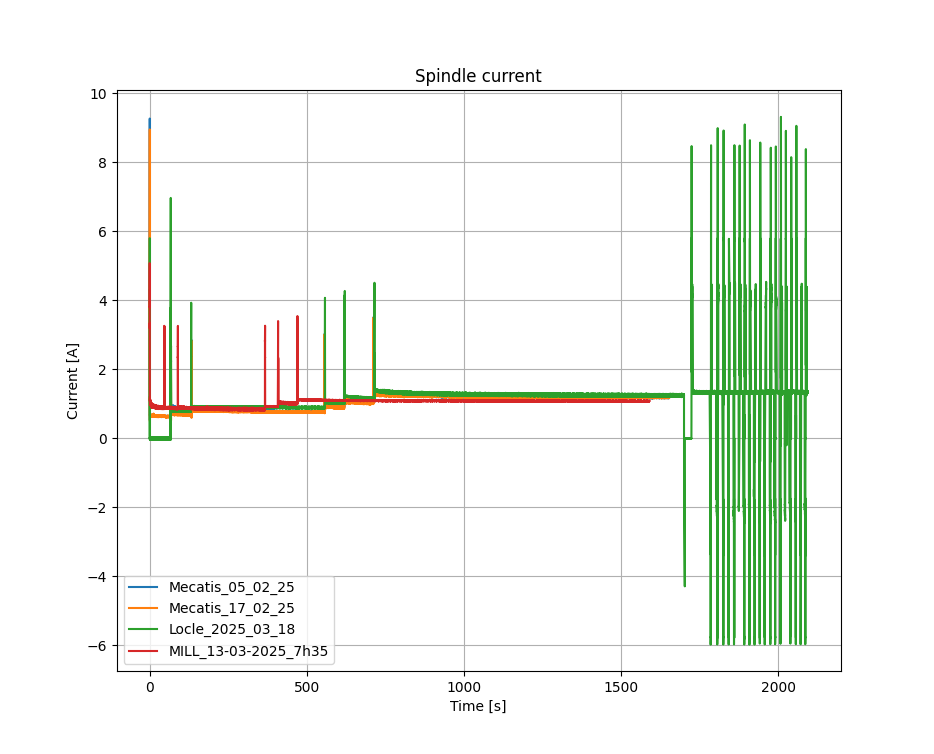 Spindle current
10
8
6
4
2
0
−2
−4
−6
Current [A]
0
500
1000
1500
2000
Time [s]
Mecatis_05_02_25
Mecatis_17_02_25
Locle_2025_03_18
MILL_13-03-2025_7h35